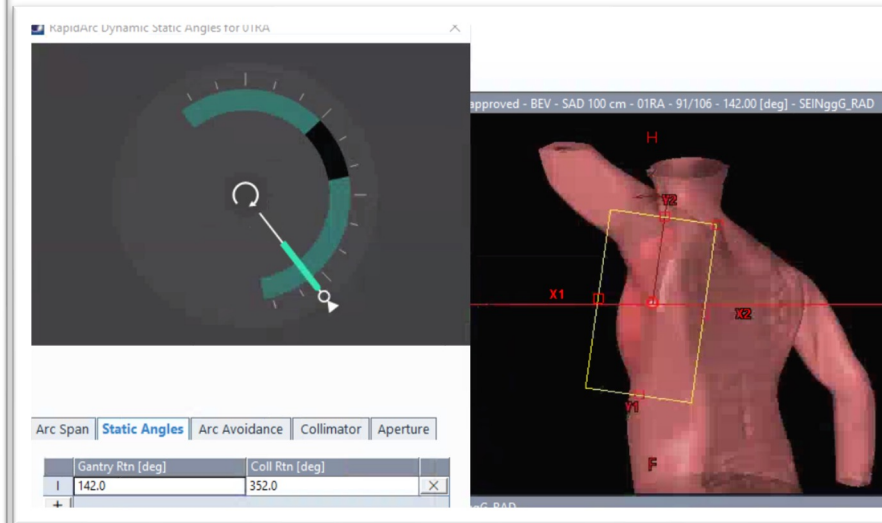 RapidArc Dynamic Static Angles for 01RA
Arc Span
Static Angles
Arc Avoidance
Collimator
Aperture
Gantry Rtn [deg]
Coll Rtn [deg]
I
142.0
352.0
+
approved - BEV - SAD 100 cm - 01RA - 91/106 - 142.00 [deg] - SEINggG_RAD
H
Y2
X1
X2
Y1
F